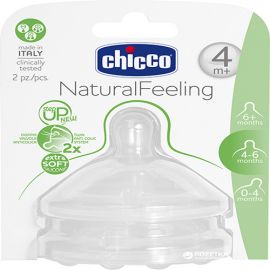 made in
ITALY
clinically
tested
2 pz/pcs.
chicco
4
m+
NaturalFeeling
step
UP
NEW!
2x
extra
SOFT
6+
months
4-6
months
0-4
months
ROZETKA